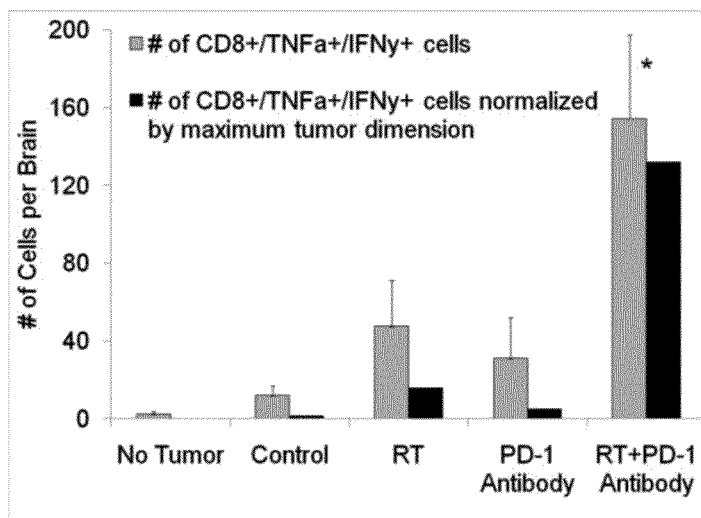 200
# of CD8+/TNFa+/IFNy+ cells
*
160
# of CD8+/TNFa+/IFNy+ cells normalized
by maximum tumor dimension
120
80
40
0
# of Cells per Brain
No Tumor
Control
RT
PD-1
Antibody
RT+PD-1
Antibody